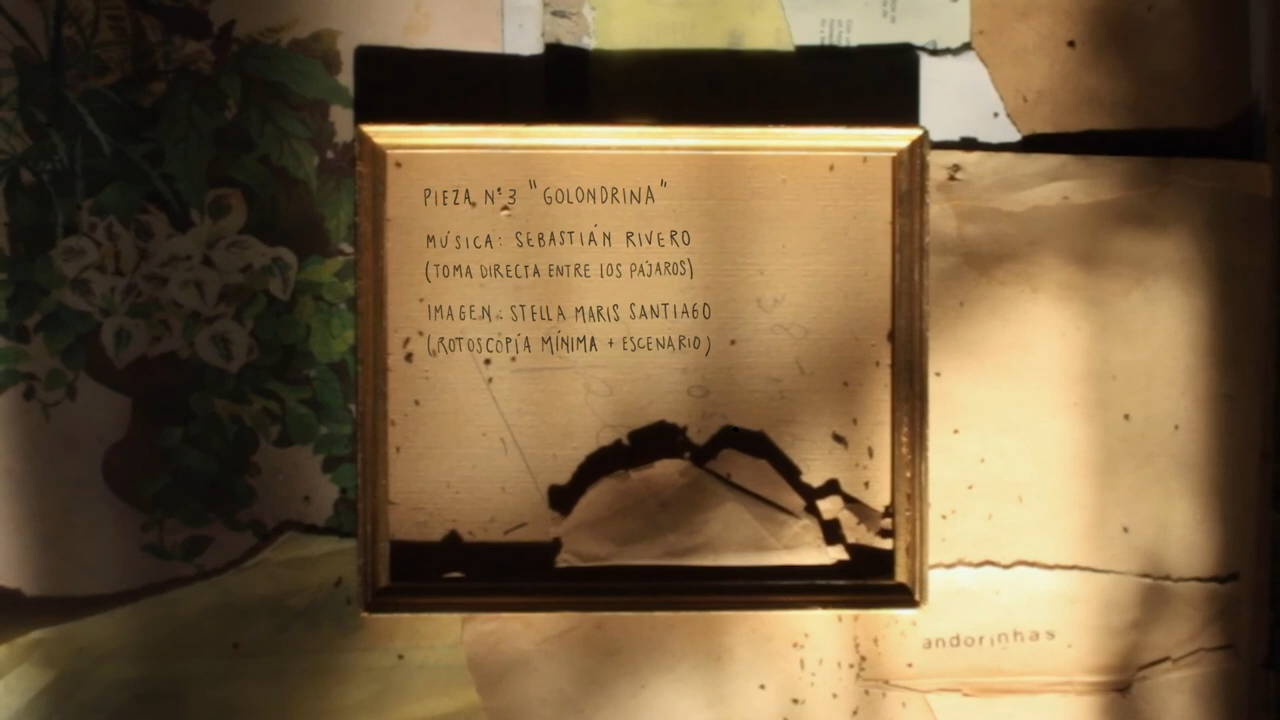 PIEZA Nº3 "GOLONDRINA"
MÚSICA: SEBASTIÁN RIVERO
(TOMA DIRECTA ENTRE LOS PÁJAROS)
IMAGEN: STELLA MARIS SANTIAGO
(ROTOSCOPÍA MÍNIMA + ESCENARIO)
andorinhas